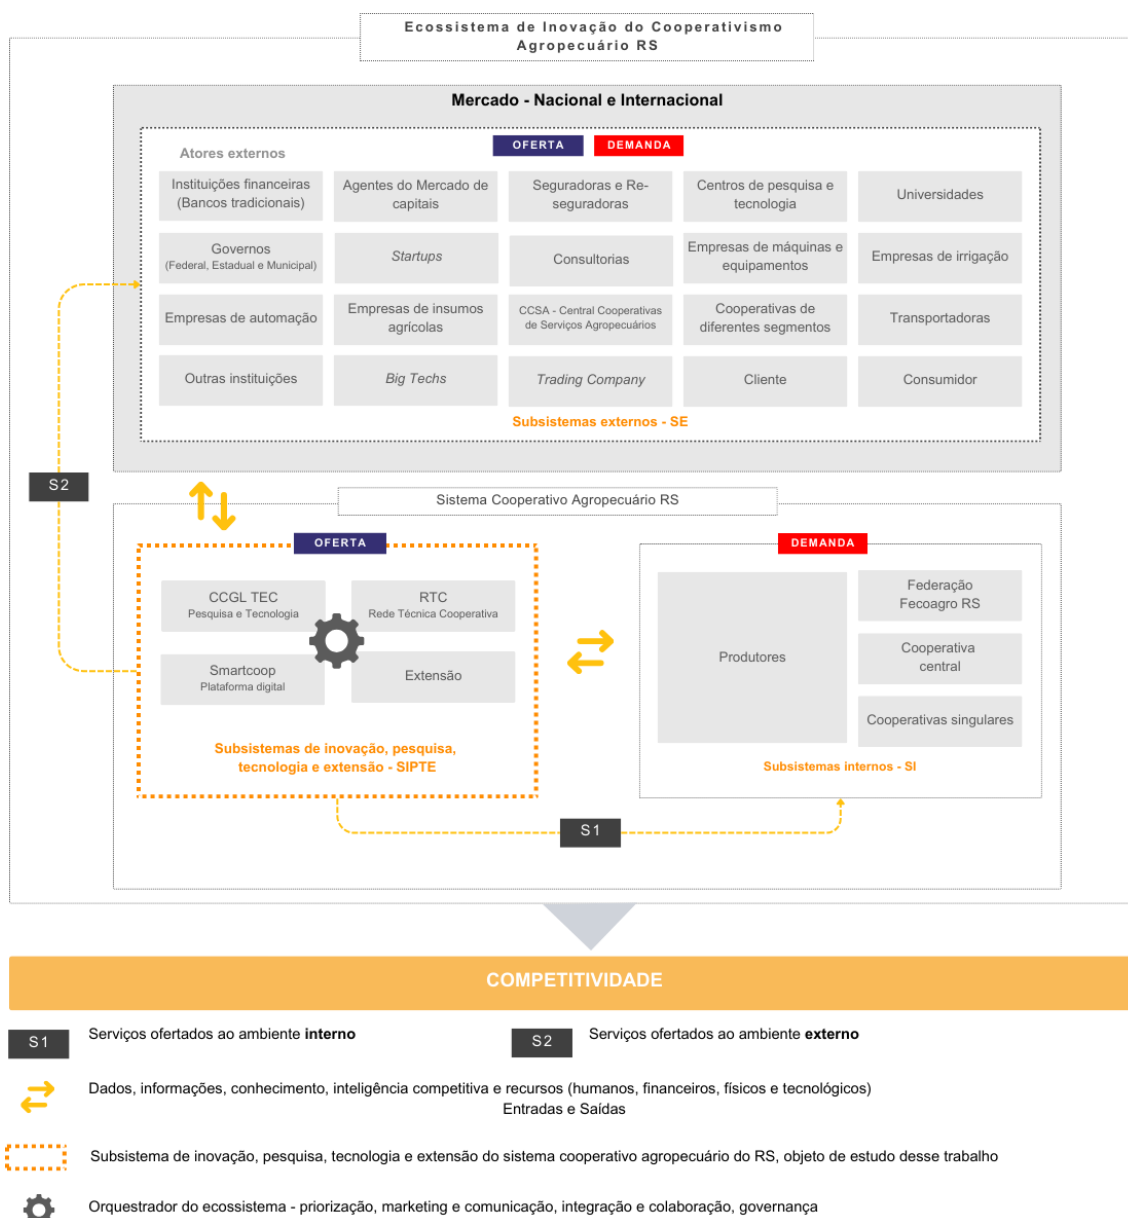 Ecossistema de Inovação do Cooperativismo
Agropecuário RS
Mercado - Nacional e Internacional
OFERTA
DEMANDA
Atores externos
Instituições financeiras
(Bancos tradicionais)
Agentes do Mercado de
capitais
Seguradoras e Re-
seguradoras
Centros de pesquisa e
tecnologia
Universidades
Governos
(Federal, Estadual e Municipal)
Startups
Consultorias
Empresas de máquinas e
equipamentos
Empresas de irrigação
Empresas de automação
Empresas de insumos
agrícolas
CCSA - Central Cooperativas
de Serviços Agropecuários
Cooperativas de
diferentes segmentos
Transportadoras
Outras instituições
Big Techs
Trading Company
Cliente
Consumidor
Subsistemas externos - SE
S2
Sistema Cooperativo Agropecuário RS
OFERTA
DEMANDA
CCGL TEC
Pesquisa e Tecnologia
RTC
Rede Técnica Cooperativa
Smartcoop
Plataforma digital
Extensão
Subsistemas de inovação, pesquisa,
tecnologia e extensão - SIPTE
Produtores
Federação
Fecoagro RS
Cooperativa
central
Cooperativas singulares
Subsistemas internos - SI
S1
COMPETITIVIDADE
S1
Serviços ofertados ao ambiente interno
S2
Serviços ofertados ao ambiente externo
Dados, informações, conhecimento, inteligência competitiva e recursos (humanos, financeiros, físicos e tecnológicos)
Entradas e Saídas
Subsistema de inovação, pesquisa, tecnologia e extensão do sistema cooperativo agropecuário do RS, objeto de estudo desse trabalho
Orquestrador do ecossistema - priorização, marketing e comunicação, integração e colaboração, governança